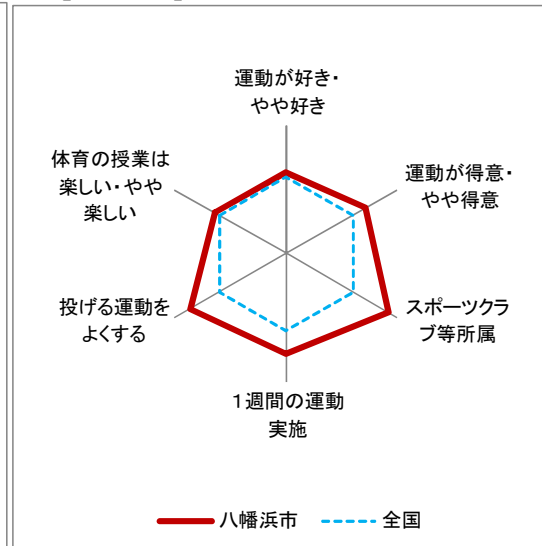 運動が好き・
やや好き
運動が得意・
やや得意
スポーツクラ
ブ等所属
１週間の運動
実施
投げる運動を
よくする
体育の授業は
楽しい・やや
楽しい
八幡浜市
全国